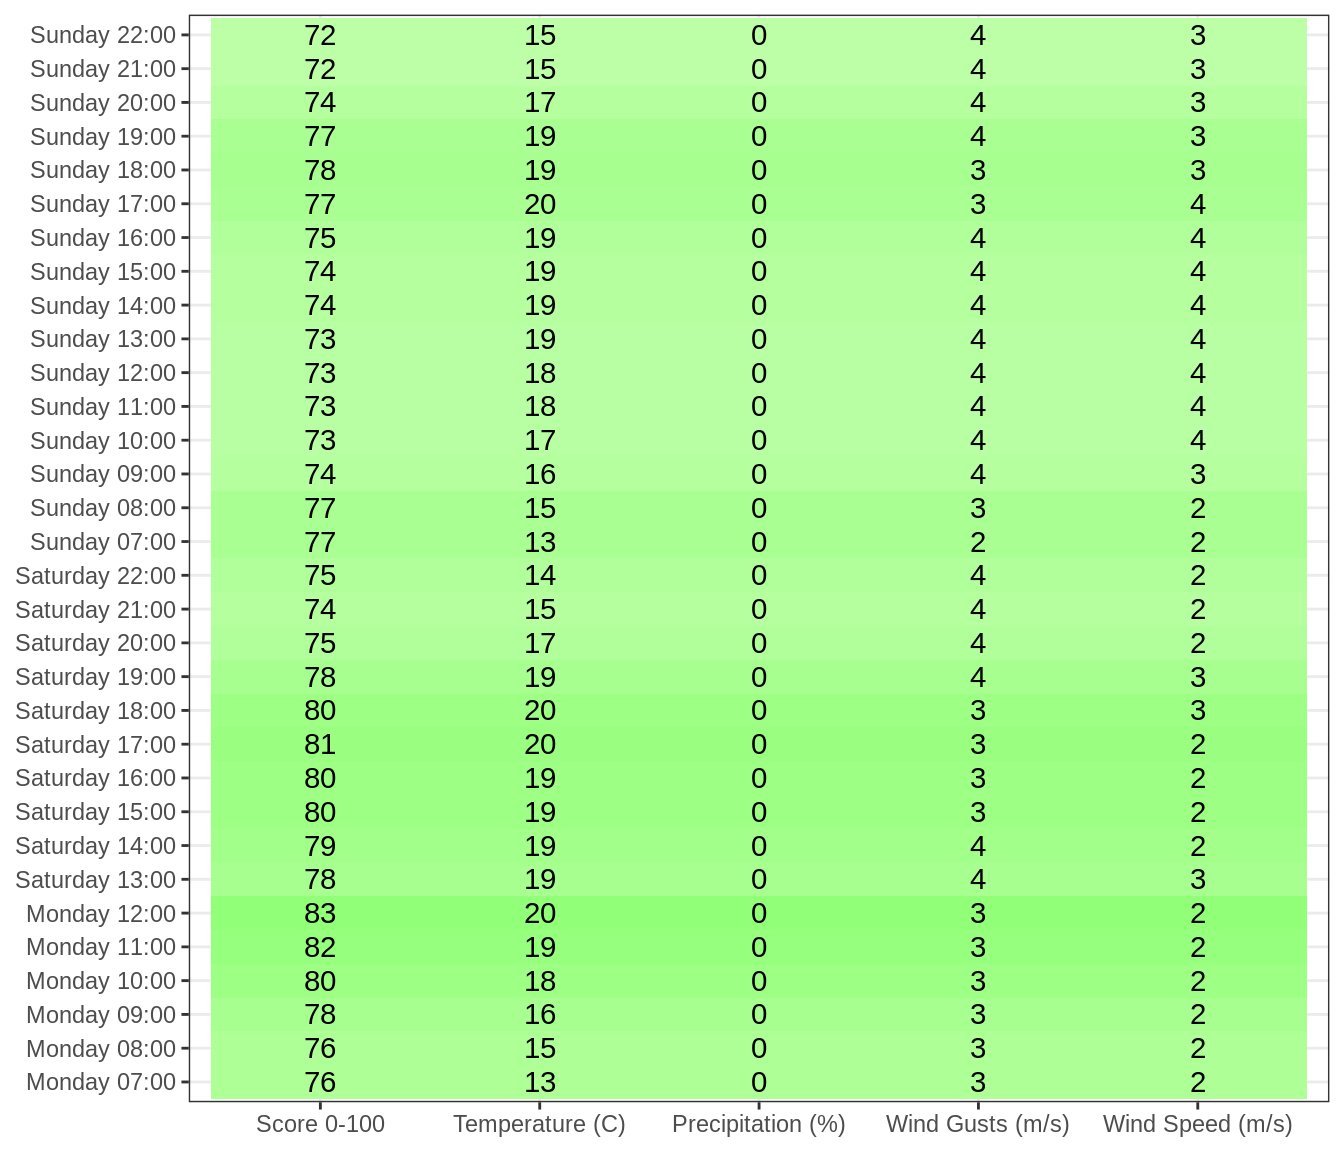 Sunday 22:00 72 15 0 4 3
Sunday 21:00 72 15 0 4 3
Sunday 20:00 74 17 0 4 3
Sunday 19:00 77 19 0 4 3
Sunday 18:00 78 19 0 3 3
Sunday 17:00 77 20 0 3 4
Sunday 16:00 75 19 0 4 4
Sunday 15:00 74 19 0 4 4
Sunday 14:00 74 19 0 4 4
Sunday 13:00 73 19 0 4 4
Sunday 12:00 73 18 0 4 4
Sunday 11:00 73 18 0 4 4
Sunday 10:00 73 17 0 4 4
Sunday 09:00 74 16 0 4 3
Sunday 08:00 77 15 0 3 2
Sunday 07:00 77 13 0 2 2
Saturday 22:00 75 14 0 4 2
Saturday 21:00 74 15 0 4 2
Saturday 20:00 75 17 0 4 2
Saturday 19:00 78 19 0 4 3
Saturday 18:00 80 20 0 3 3
Saturday 17:00 81 20 0 3 2
Saturday 16:00 80 19 0 3 2
Saturday 15:00 80 19 0 3 2
Saturday 14:00 79 19 0 4 2
Saturday 13:00 78 19 0 4 3
Monday 12:00 83 20 0 3 2
Monday 11:00 82 19 0 3 2
Monday 10:00 80 18 0 3 2
Monday 09:00 78 16 0 3 2
Monday 08:00 76 15 0 3 2
Monday 07:00 76 13 0 3 2
Score 0-100 Temperature (C) Precipitation (%) Wind Gusts (m/s) Wind Speed (m/s)